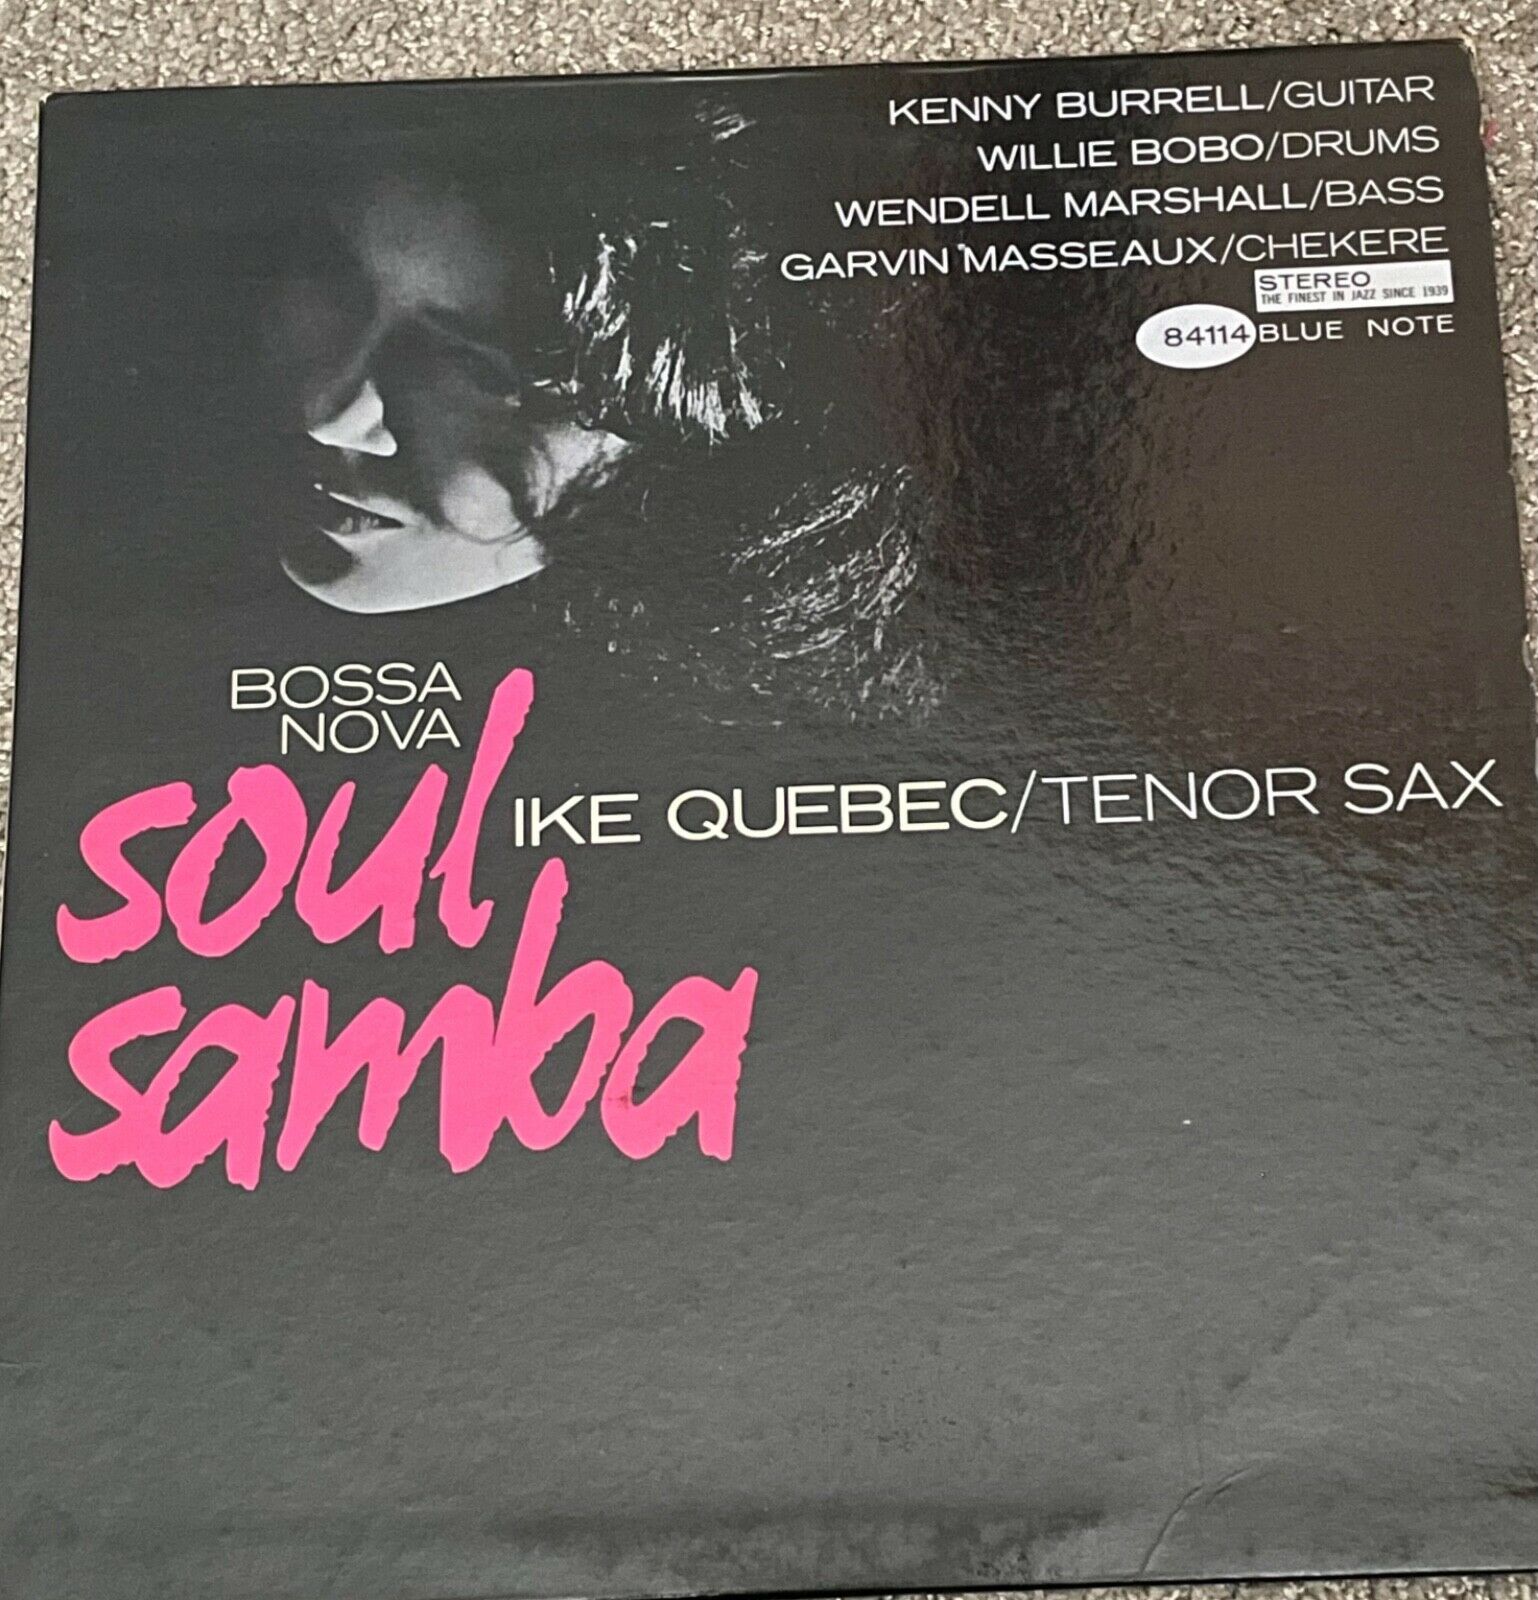 KENNY BURRELL/GUITAR
WILLIE BOBO/DRUMS
WENDELL MARSHALL/BASS
GARVIN MASSEAUX/CHEKERE
STEREO
THE FINEST IN JAZZ SINCE 1939
84114 BLUE NOTE
BOSSA
NOVA
soul
IKE QUEBEC/TENOR SAX
samba